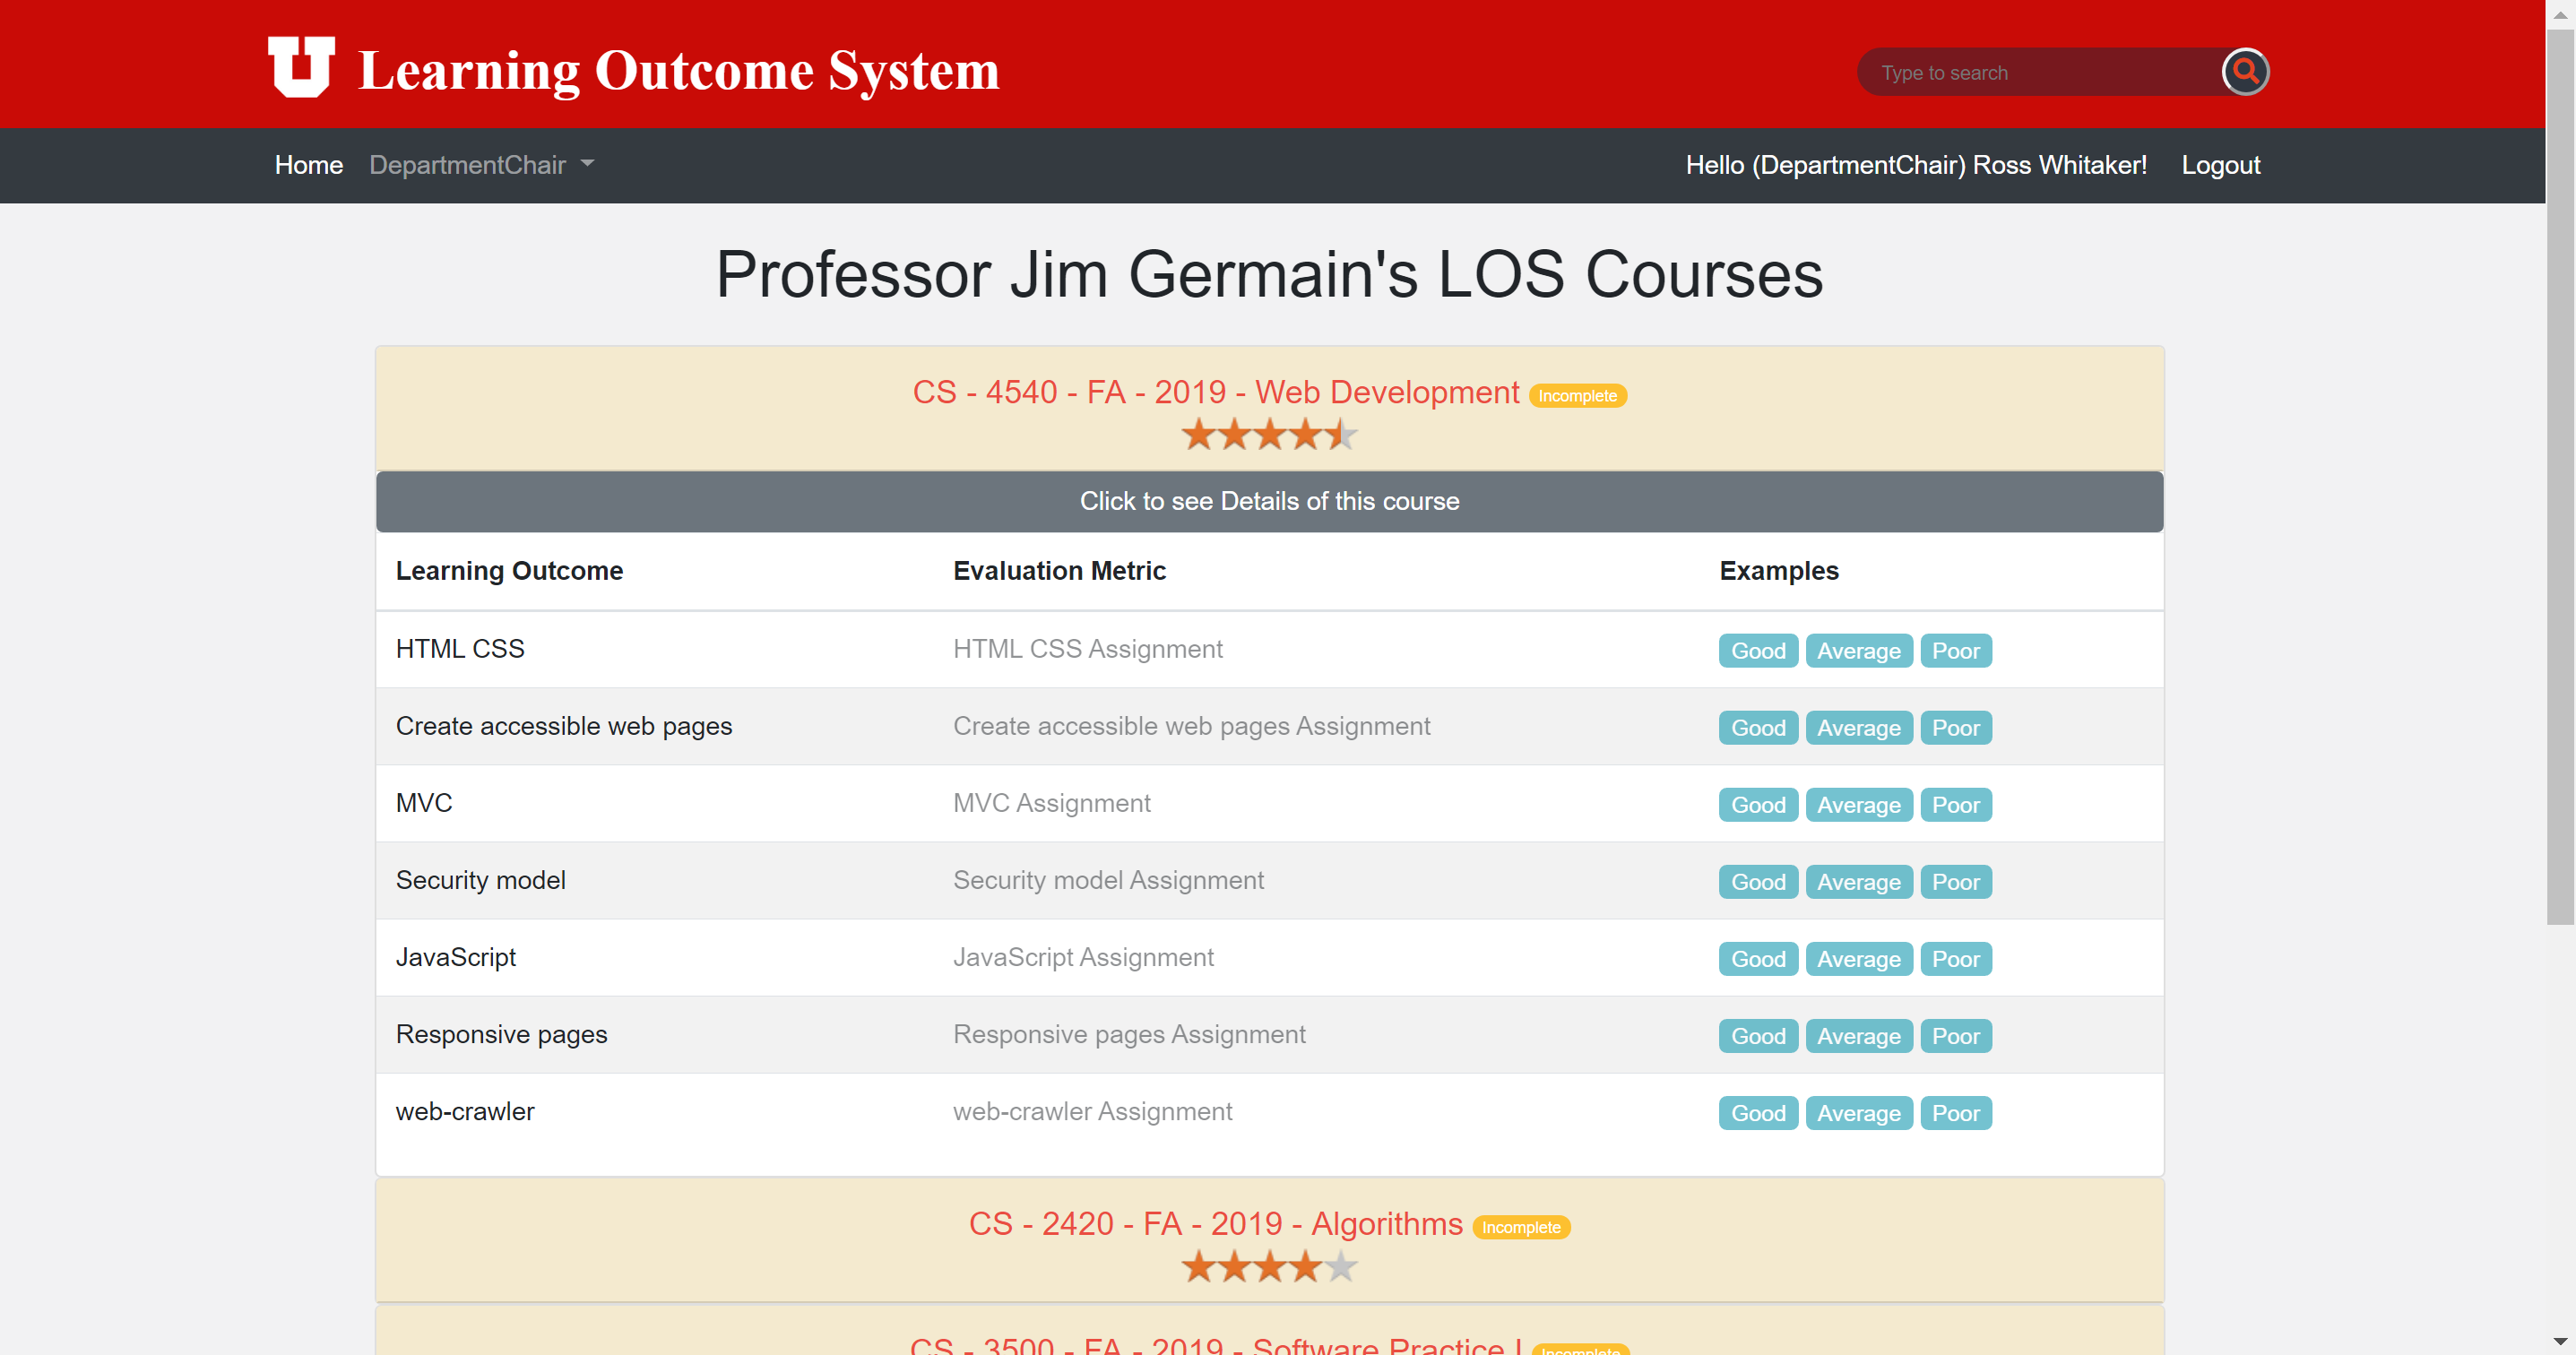 U Learning Outcome System
Type to search
Home DepartmentChair Hello (DepartmentChair) Ross Whitaker! Logout
Professor Jim Germain's LOS Courses
CS - 4540 - FA - 2019 - Web Development Incomplete
Click to see Details of this course
Learning Outcome Evaluation Metric Examples
HTML CSS HTML CSS Assignment Good Average Poor
Create accessible web pages Create accessible web pages Assignment Good Average Poor
MVC MVC Assignment Good Average Poor
Security model Security model Assignment Good Average Poor
JavaScript JavaScript Assignment Good Average Poor
Responsive pages Responsive pages Assignment Good Average Poor
web-crawler web-crawler Assignment Good Average Poor
CS - 2420 - FA - 2019 - Algorithms Incomplete
CS - 3500 - FA - 2019 - Software Practice I Incomplete